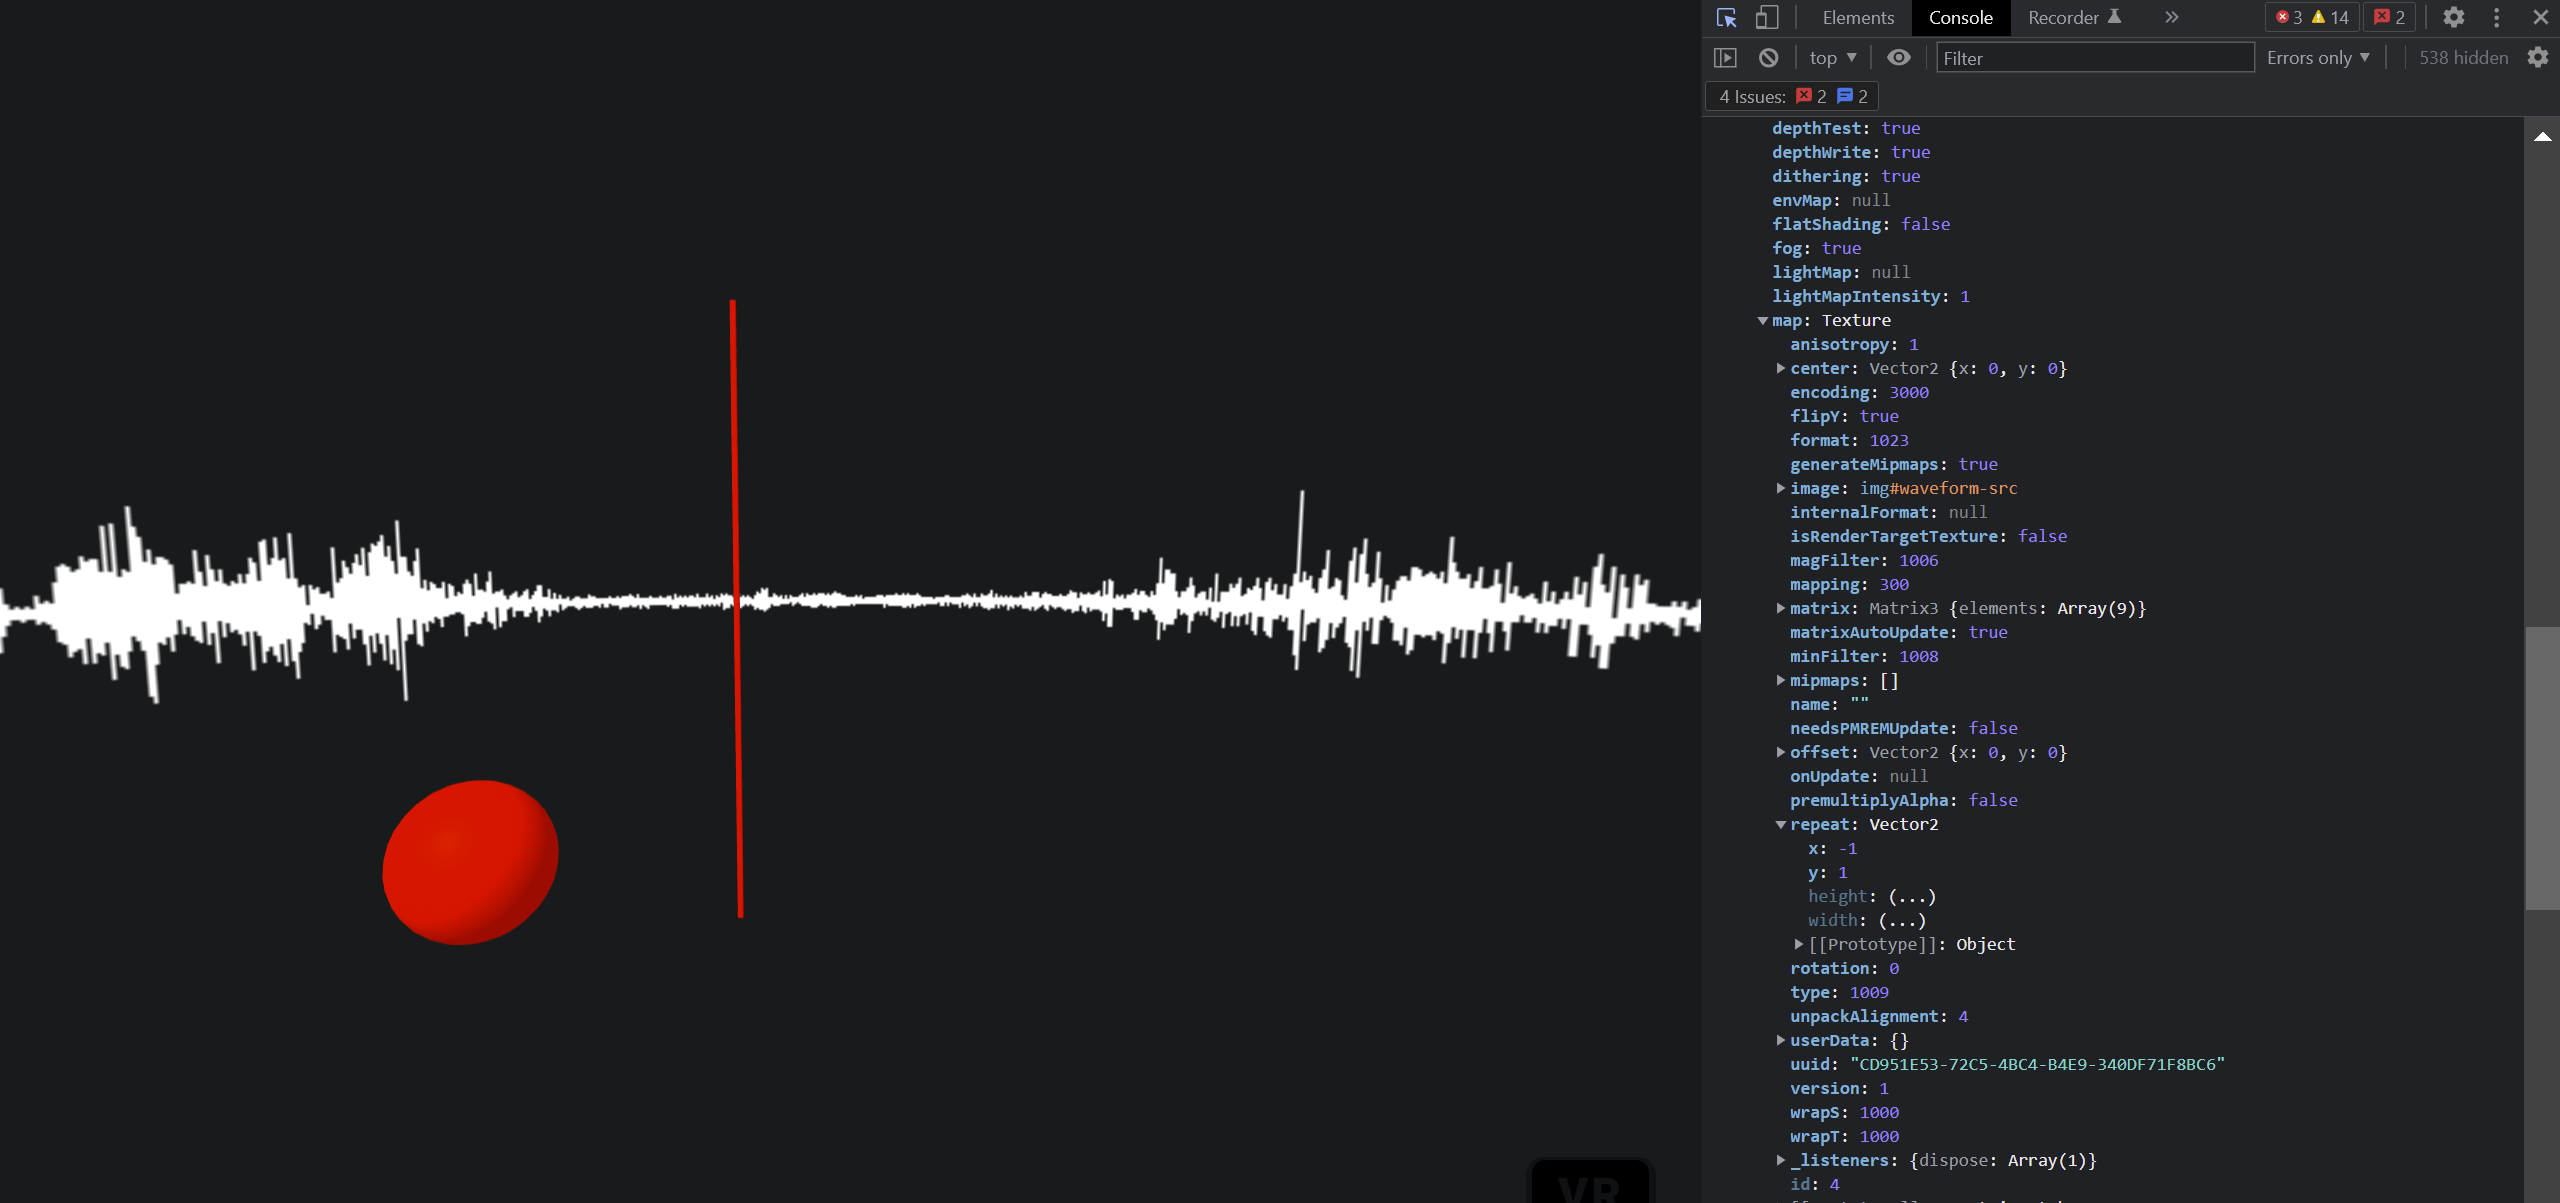 Elements Console Recorder 3 14 2
top Filter Errors only 538 hidden
4 Issues: 2 2
depthTest: true
depthWrite: true
dithering: true
envMap: null
flatShading: false
fog: true
lightMap: null
lightMapIntensity: 1
map: Texture
anisotropy: 1
center: Vector2 {x: 0, y: 0}
encoding: 3000
flipY: true
format: 1023
generateMipmaps: true
image: img#waveform-src
internalFormat: null
isRenderTargetTexture: false
magFilter: 1006
mapping: 300
matrix: Matrix3 {elements: Array(9)}
matrixAutoUpdate: true
minFilter: 1008
mipmaps: []
name: ""
needsPMREMUpdate: false
offset: Vector2 {x: 0, y: 0}
onUpdate: null
premultiplyAlpha: false
repeat: Vector2
x: -1
y: 1
height: (...)
width: (...)
[[Prototype]]: Object
rotation: 0
type: 1009
unpackAlignment: 4
userData: {}
uuid: "CD951E53-72C5-4BC4-B4E9-340DF71F8BC6"
version: 1
wrapS: 1000
wrapT: 1000
_listeners: {dispose: Array(1)}
id: 4
VR